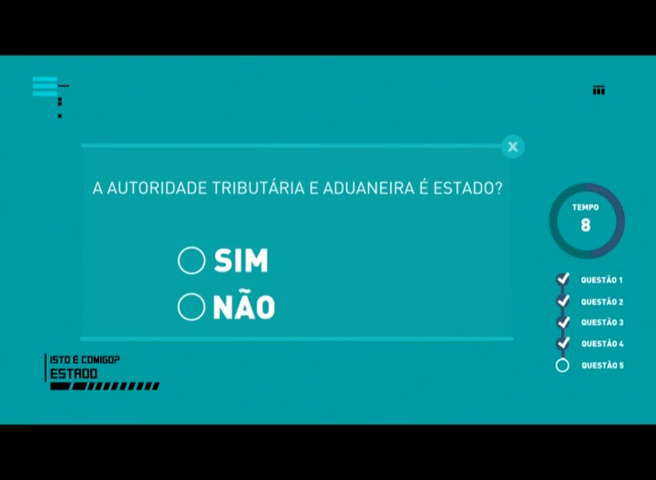 X
A AUTORIDADE TRIBUTÁRIA E ADUANEIRA É ESTADO?
SIM
NÃO
TEMPO
8
QUESTÃO 1
QUESTÃO 2
QUESTÃO 3
QUESTÃO 4
QUESTÃO 5
ISTO É COMIGO?
ESTADO